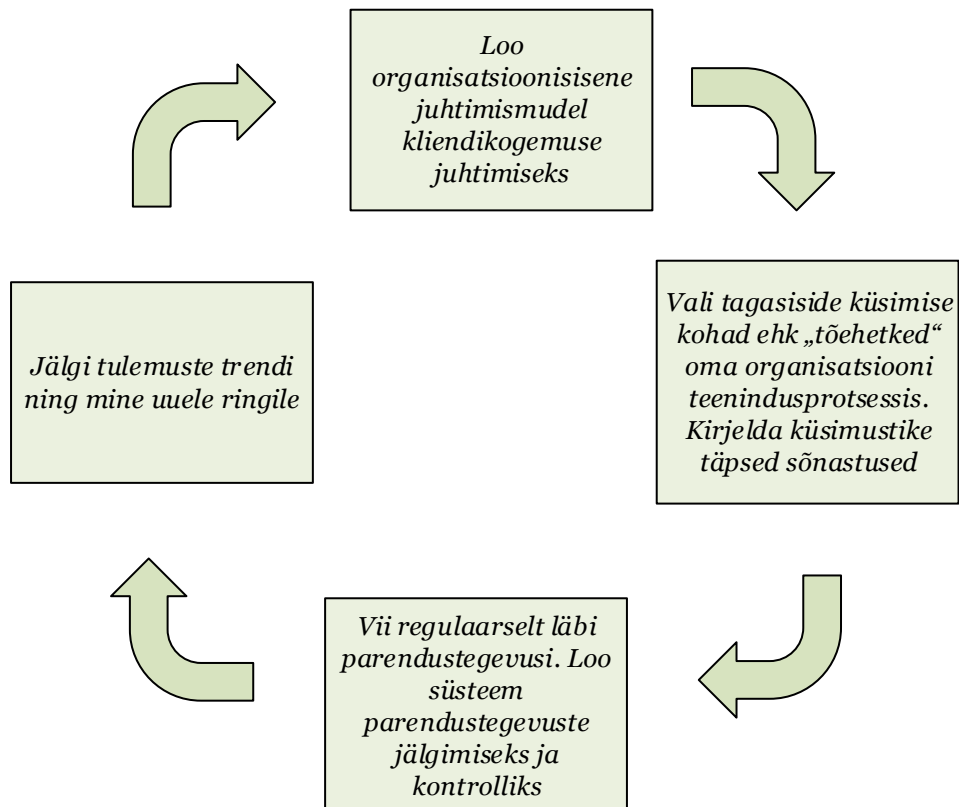 Loo
organisatsioonisisene
juhtimismudel
kliendikogemuse
juhtimiseks
Vali tagasiside küsimise
kohad ehk „tõehetked“
oma organisatsiooni
teenindusprotsessis.
Kirjelda küsimustike
täpsed sõnastused
Vii regulaarselt läbi
parendustegevusi. Loo
süsteem
parendustegevuste
jälgimiseks ja
kontrolliks
Jälgi tulemuste trendi
ning mine uuele ringile